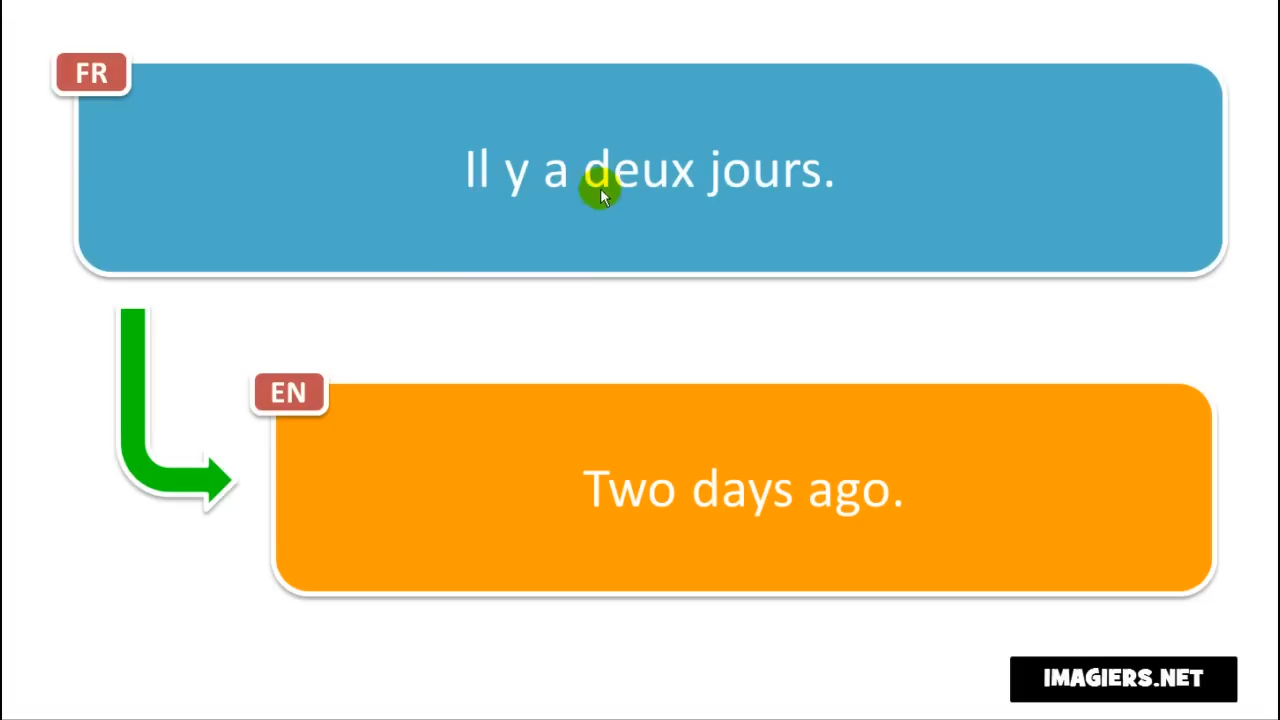 FR
Il y a deux jours.
EN
Two days ago.
IMAGIERS.NET